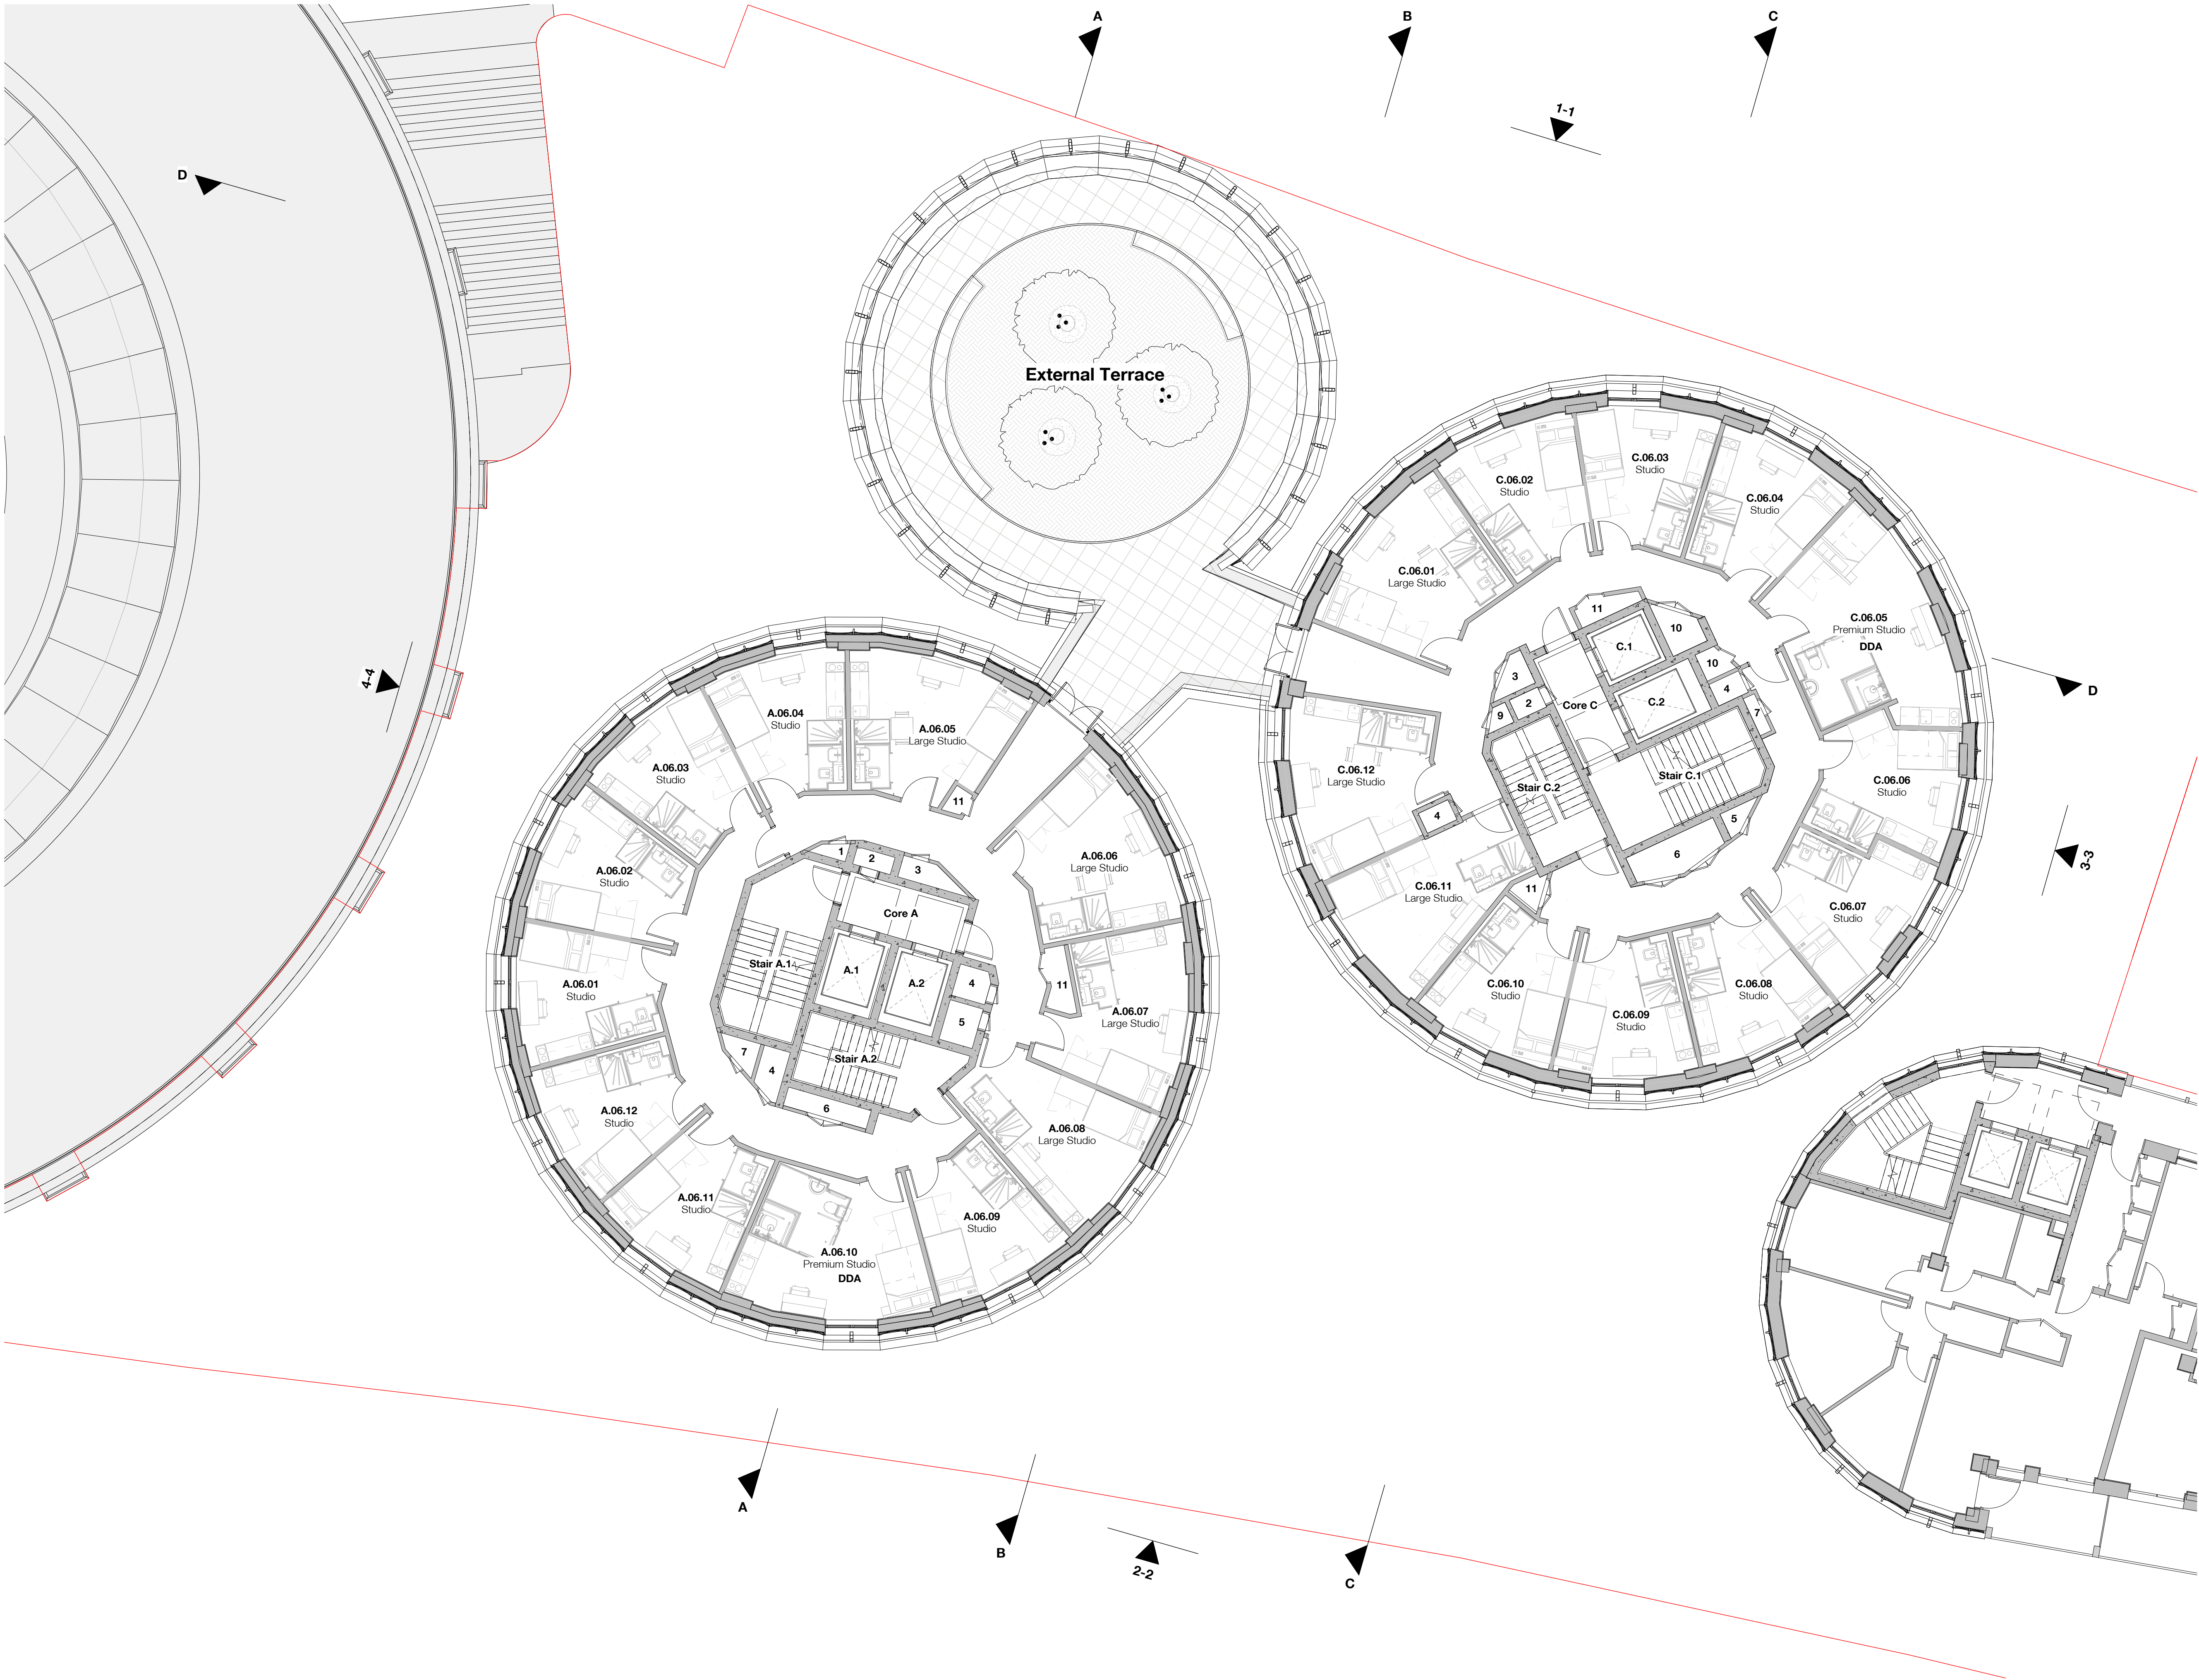 A
B
C
1-1
D
External Terrace
4-4
C.06.01
Large Studio
C.06.02
Studio
C.06.03
Studio
C.06.04
Studio
C.06.05
Premium Studio
DDA
C.06.06
Studio
C.06.07
Studio
C.06.08
Studio
C.06.09
Studio
C.06.10
Studio
C.06.11
Large Studio
C.06.12
Large Studio
11
10
C.1
10
3
4
2
Core C
C.2
9
7
Stair C.1
Stair C.2
4
5
6
11
D
3-3
A.06.04
Studio
A.06.05
Large Studio
A.06.03
Studio
11
A.06.02
Studio
A.06.06
Large Studio
1
2
3
Core A
Stair A.1
A.1
A.2
4
11
A.06.01
Studio
5
A.06.07
Large Studio
7
Stair A.2
4
6
A.06.12
Studio
A.06.08
Large Studio
A.06.11
Studio
A.06.09
Studio
A.06.10
Premium Studio
DDA
A
B
2-2
C